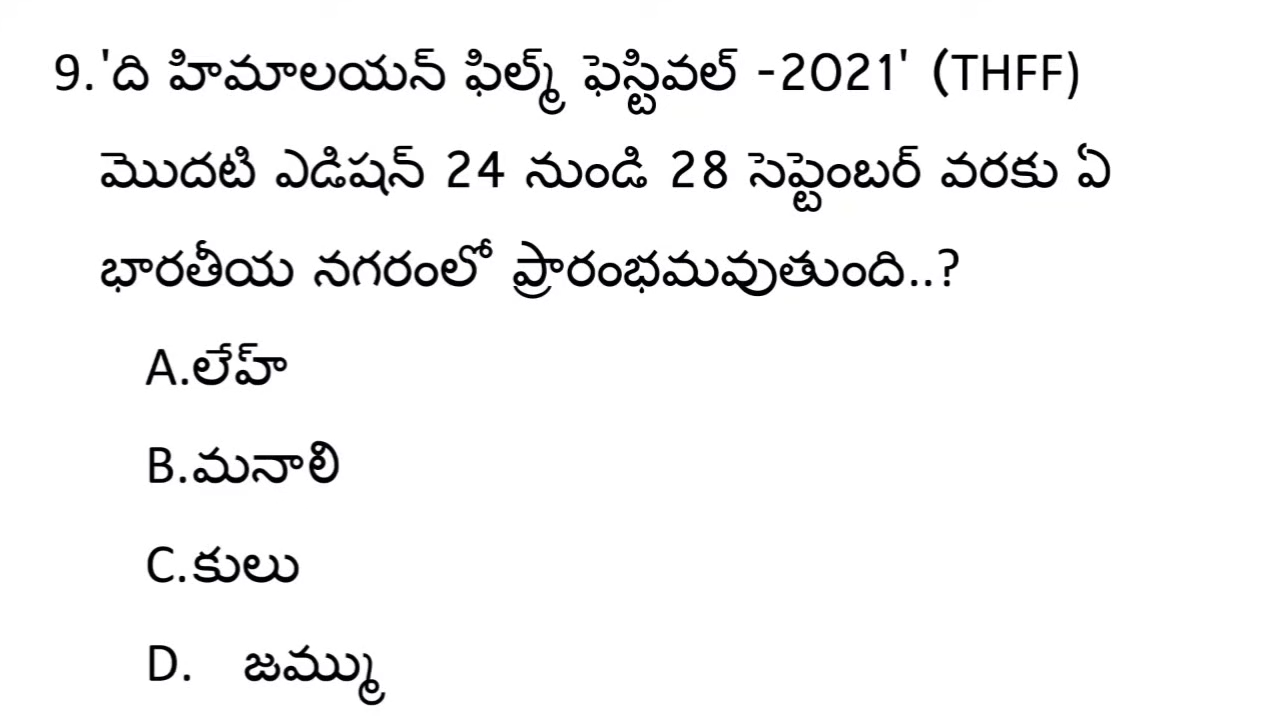 9.'ది హిమాలయన్ ఫిల్మ్ ఫెస్టివల్ -2021' (THFF)
మొదటి ఎడిషన్ 24 నుండి 28 సెప్టెంబర్ వరకు ఏ
భారతీయ నగరంలో ప్రారంభమవుతుంది..?
A.లేహ్
B.మనాలి
C.కులు
D. జమ్ము